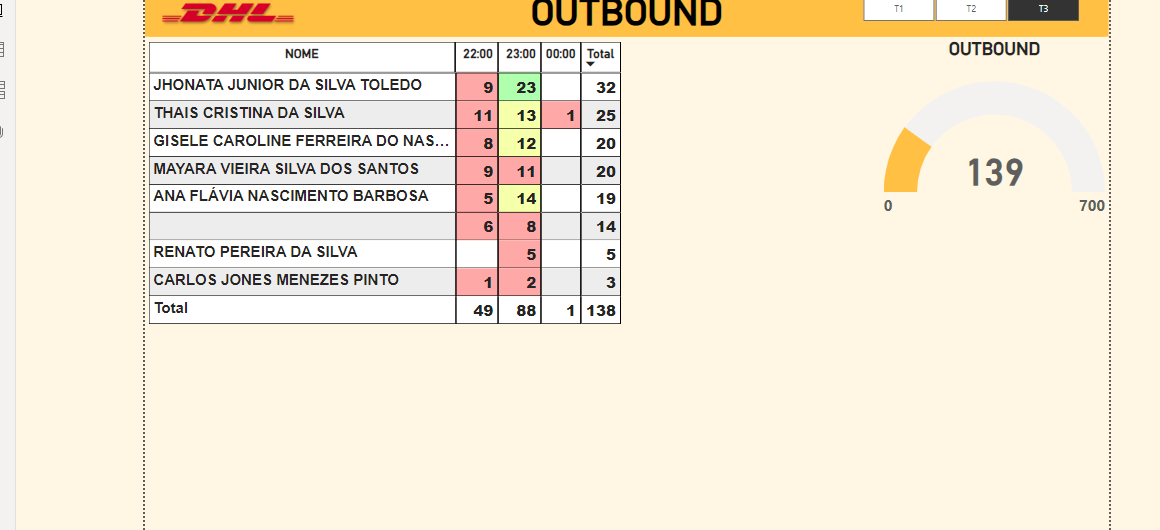 DHL
OUTBOUND
T1 T2 T3
NOME 22:00 23:00 00:00 Total
JHONATA JUNIOR DA SILVA TOLEDO 9 23 32
THAIS CRISTINA DA SILVA 11 13 1 25
GISELE CAROLINE FERREIRA DO NAS... 8 12 20
MAYARA VIEIRA SILVA DOS SANTOS 9 11 20
ANA FLÁVIA NASCIMENTO BARBOSA 5 14 19
6 8 14
RENATO PEREIRA DA SILVA 5 5
CARLOS JONES MENEZES PINTO 1 2 3
Total 49 88 1 138
OUTBOUND
139
0 700